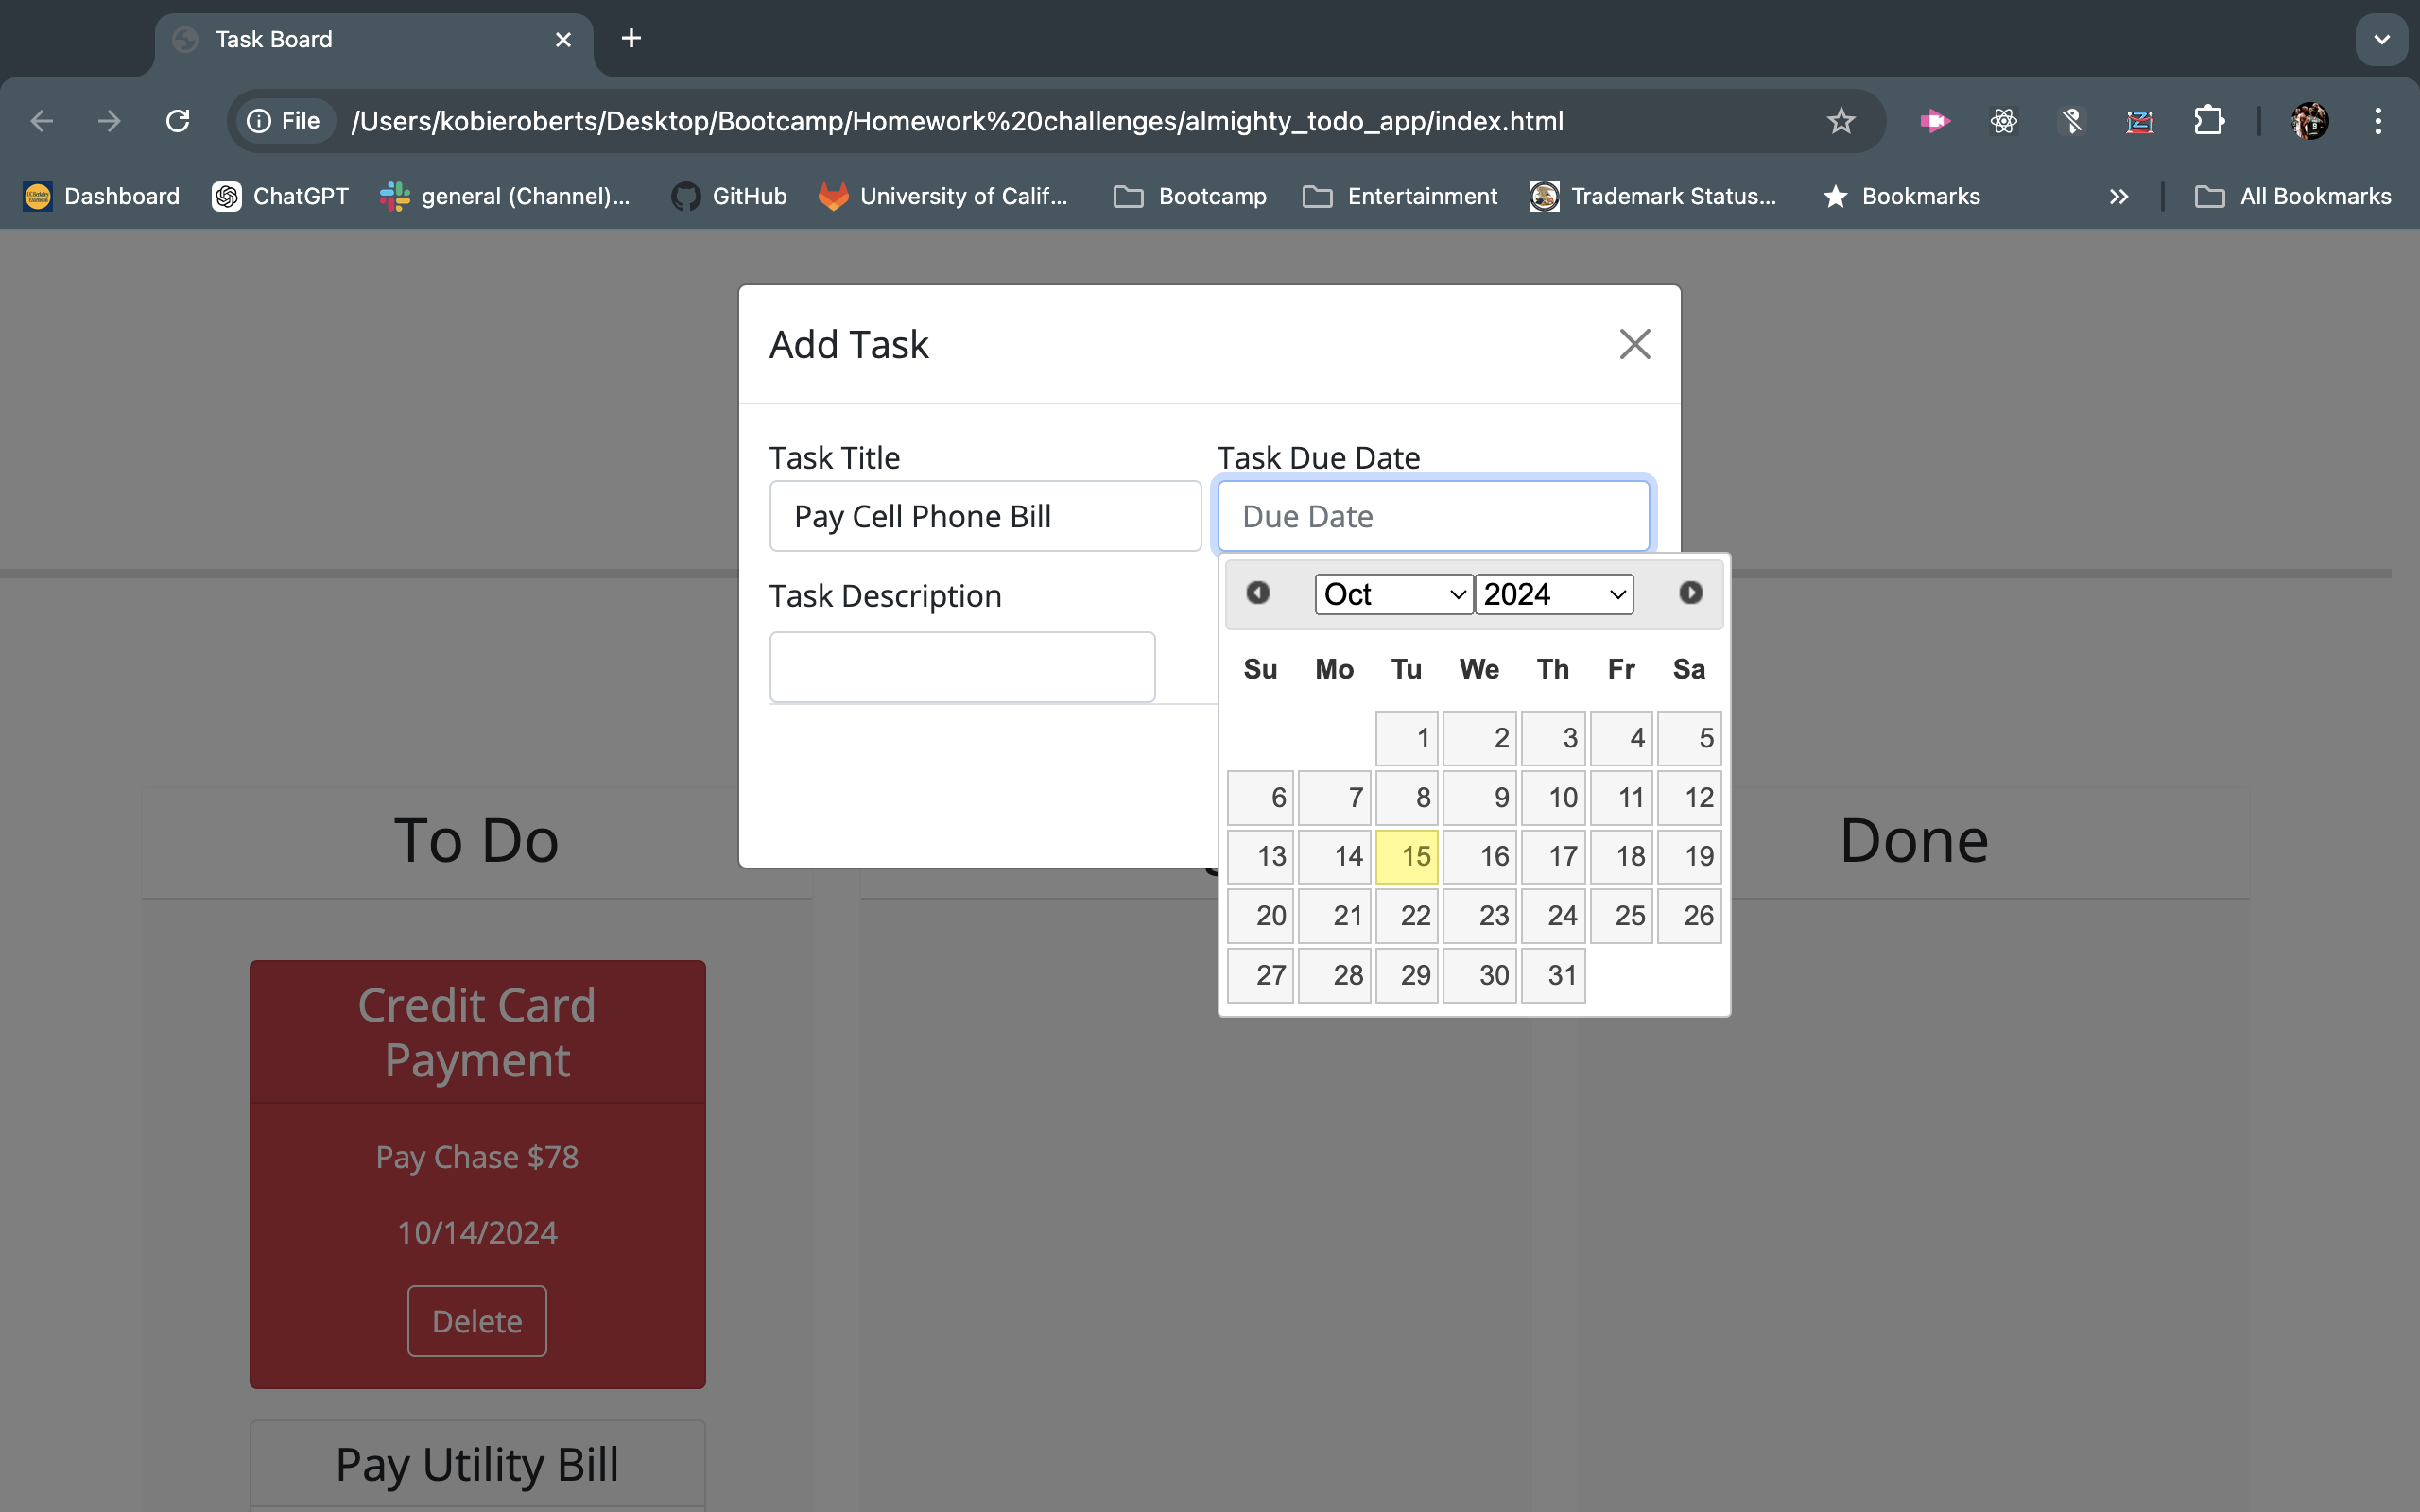 Task Board
File /Users/kobieroberts/Desktop/Bootcamp/Homework%20challenges/almighty_todo_app/index.html
Dashboard ChatGPT general (Channel)... GitHub University of Calif... Bootcamp Entertainment Trademark Status... Bookmarks All Bookmarks
Add Task
Task Title Task Due Date
Pay Cell Phone Bill Due Date
Task Description
Oct 2024
Su Mo Tu We Th Fr Sa
1 2 3 4 5
6 7 8 9 10 11 12
13 14 15 16 17 18 19
20 21 22 23 24 25 26
27 28 29 30 31
To Do
Done
Credit Card
Payment
Pay Chase $78
10/14/2024
Delete
Pay Utility Bill